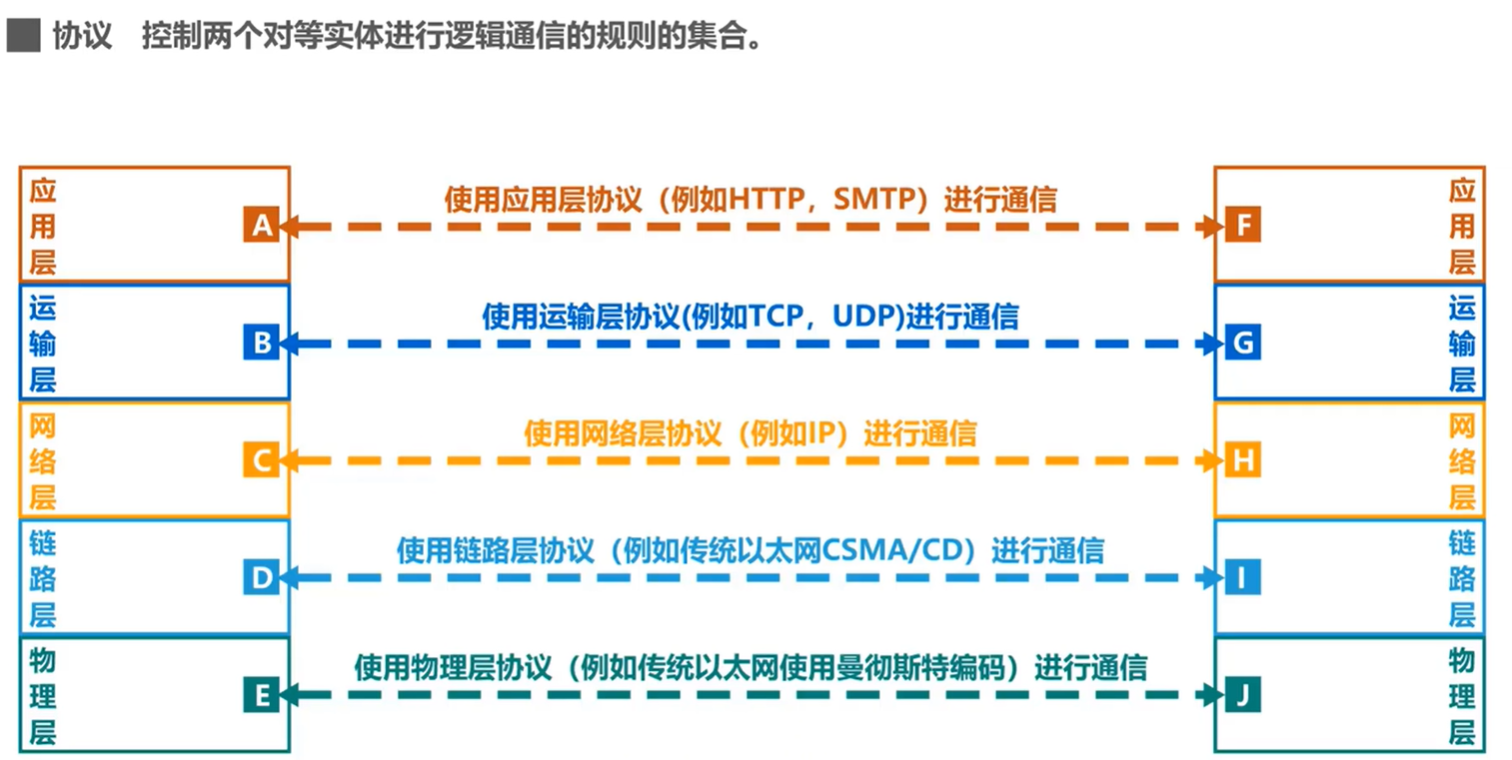 协议 控制两个对等实体进行逻辑通信的规则的集合。
应用层
A
使用应用层协议（例如HTTP，SMTP）进行通信
F
应用层
运输层
B
使用运输层协议(例如TCP，UDP)进行通信
G
运输层
网络层
C
使用网络层协议（例如IP）进行通信
H
网络层
链路层
D
使用链路层协议（例如传统以太网CSMA/CD）进行通信
I
链路层
物理层
E
使用物理层协议（例如传统以太网使用曼彻斯特编码）进行通信
J
物理层